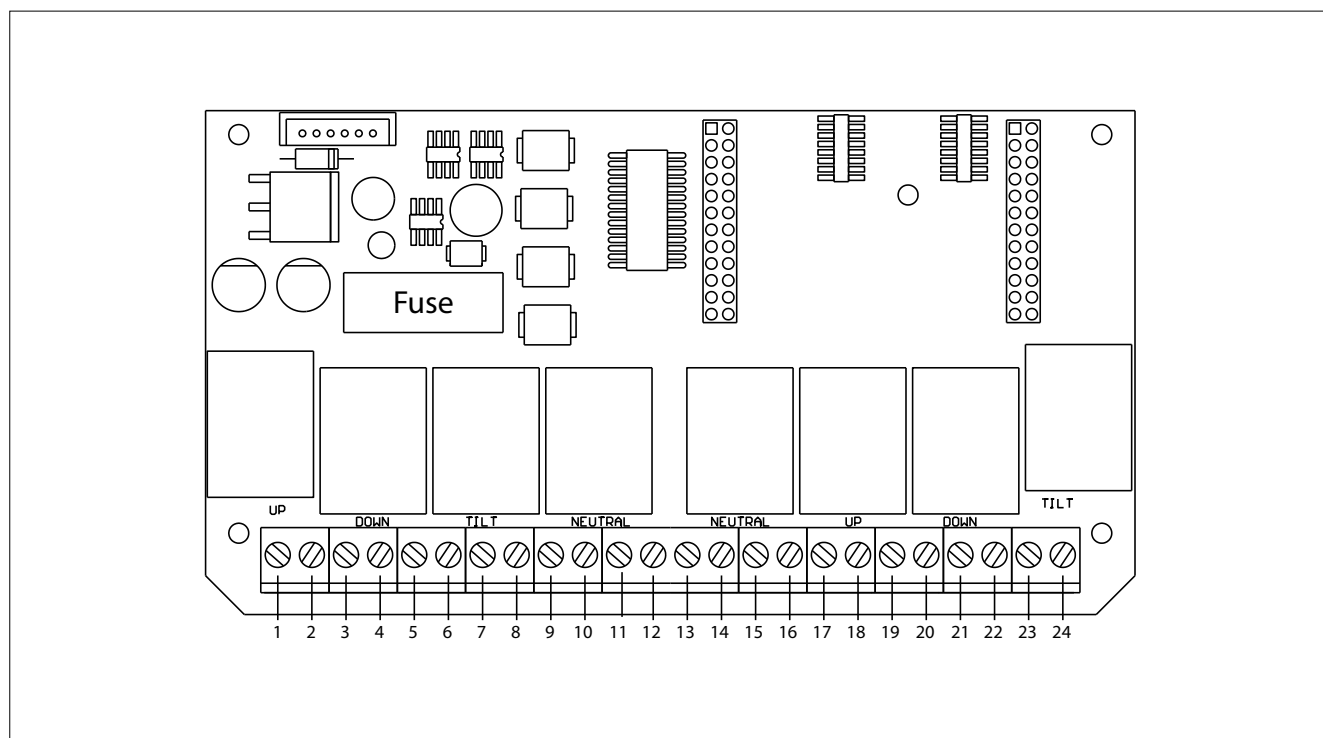 Fuse
UP
TILT
DOWN TILT NEUTRAL NEUTRAL UP DOWN
1 2 3 4 5 6 7 8 9 10 11 12 13 14 15 16 17 18 19 20 21 22 23 24